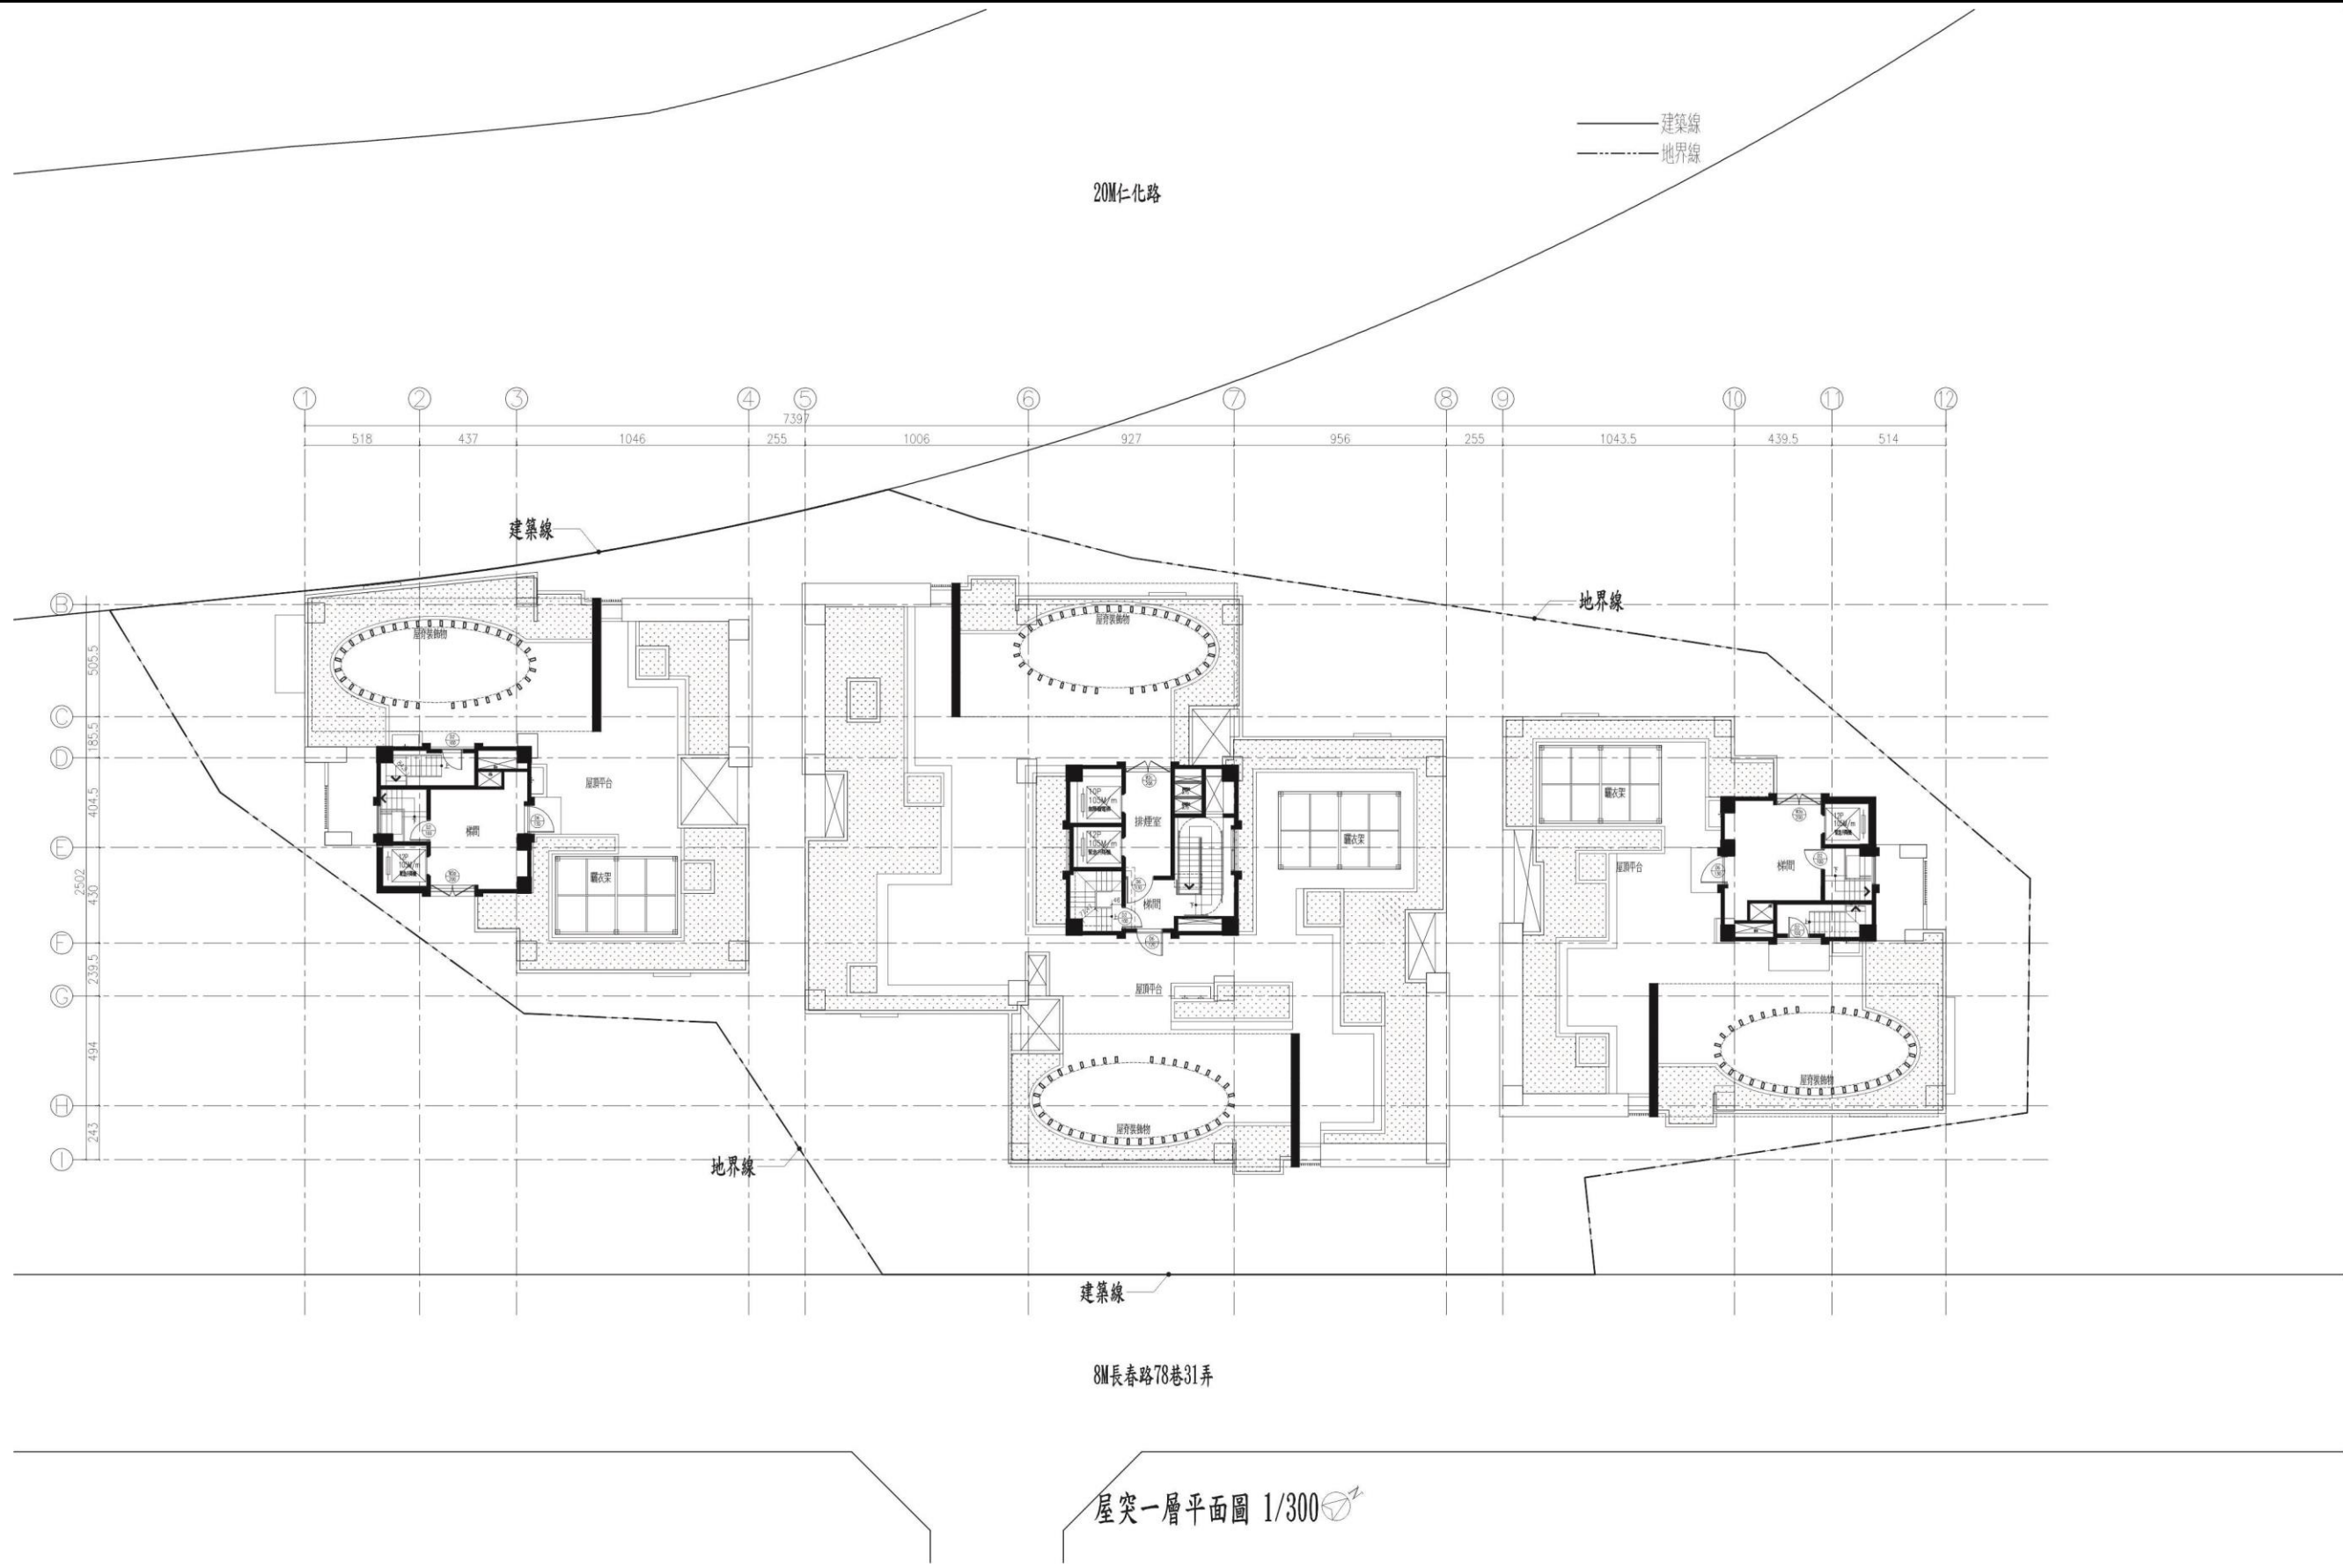 建築線
地界線
20M仁化路
1 2 3 4 5 6 7 8 9 10 11 12
7397
518 437 1046 255 1006 927 956 255 1043.5 439.5 514
建築線
地界線
B
屋脊裝飾物
屋脊裝飾物
505.5
C
185.5
D
屋頂平台
曬衣架
404.5
10P
100M/m
排煙室
梯間
12P
100M/m
曬衣架
E
梯間
屋頂平台
曬衣架
2502
430
梯間
F
239.5
屋頂平台
G
494
屋脊裝飾物
H
屋脊裝飾物
243
I
地界線
建築線
8M長春路78巷31弄
屋突一層平面圖 1/300
N